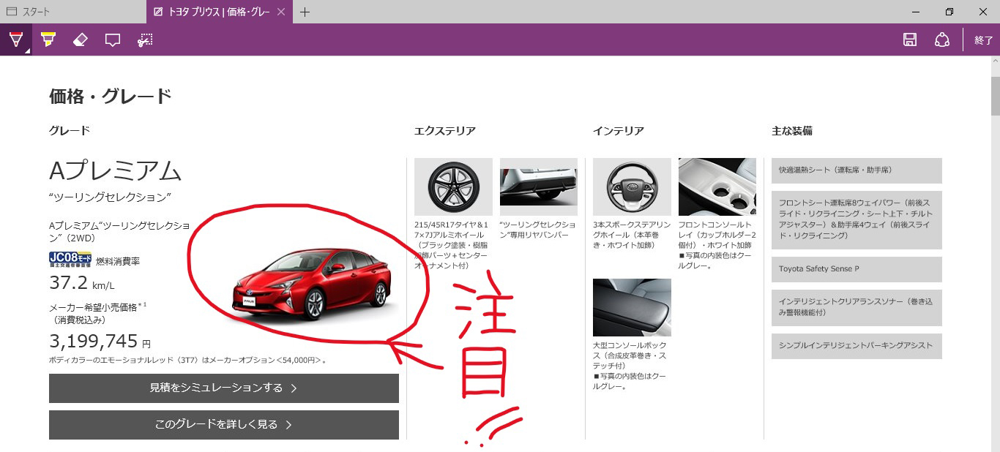 スタート
トヨタ プリウス | 価格・グレー
終了
価格・グレード
グレード
Aプレミアム
“ツーリングセレクション”
Aプレミアム“ツーリングセレクショ
ン”（2WD）
JC08モード
国土交通省審査値
燃料消費率
37.2 km/L
メーカー希望小売価格＊1
（消費税込み）
3,199,745 円
ボディカラーのエモーショナルレッド〈3T7〉はメーカーオプション＜54,000円＞。
見積をシミュレーションする
このグレードを詳しく見る
エクステリア
215/45R17タイヤ＆1
7×7Jアルミホイール
（ブラック塗装・樹脂
加飾パーツ＋センター
オーナメント付）
“ツーリングセレクショ
ン”専用リヤバンパー
注
目
!!
インテリア
3本スポークステアリン
グホイール（本革巻
き・ホワイト加飾）
フロントコンソールト
レイ（カップホルダー2
個付）・ホワイト加飾
■写真の内装色はクー
ルグレー。
大型コンソールボック
ス（合成皮革巻き・ス
テッチ付）
■写真の内装色はクー
ルグレー。
主な装備
快適温熱シート（運転席・助手席）
フロントシート運転席8ウェイパワー（前後ス
ライド・リクライニング・シート上下・チルト
アジャスター）＆助手席4ウェイ（前後スライ
ド・リクライニング）
Toyota Safety Sense P
インテリジェントクリアランスソナー（巻き込
み警報機能付）
シンプルインテリジェントパーキングアシスト